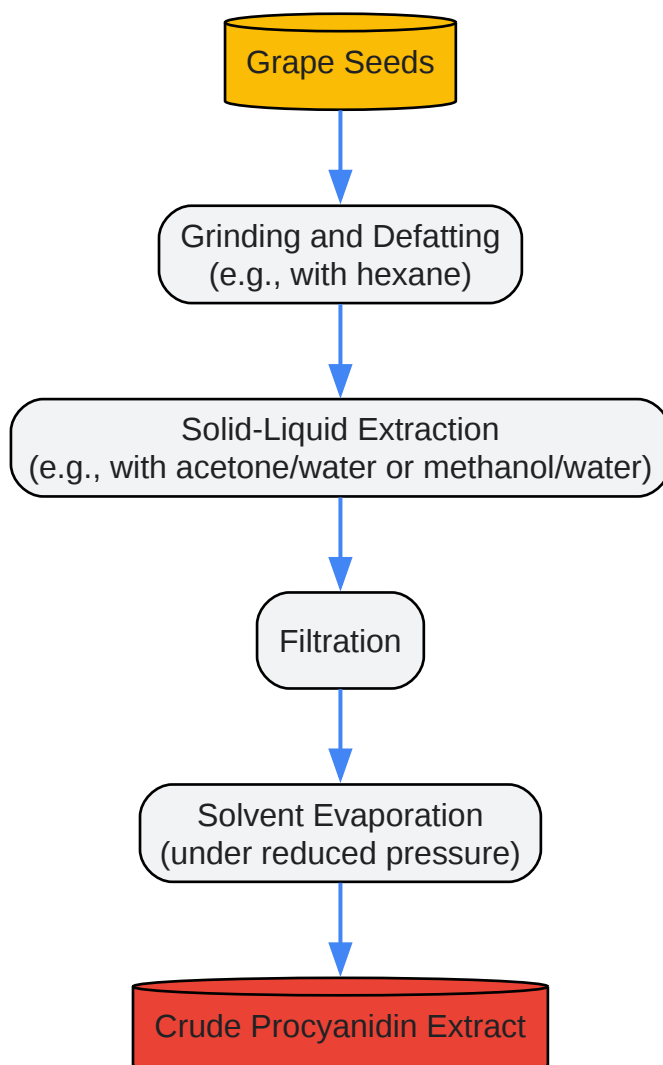 Grape Seeds
Grinding and Defatting
(e.g., with hexane)
Solid-Liquid Extraction
(e.g., with acetone/water or methanol/water)
Filtration
Solvent Evaporation
(under reduced pressure)
Crude Procyanidin Extract